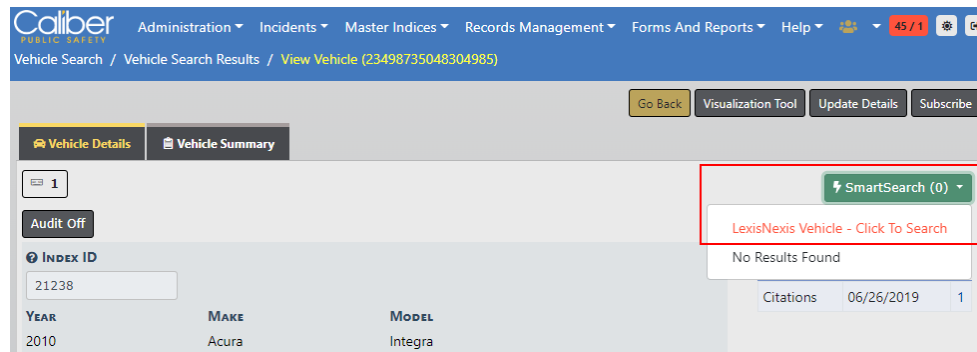 Caliber
PUBLIC SAFETY
Administration Incidents Master Indices Records Management Forms And Reports Help 45 / 1
Vehicle Search / Vehicle Search Results / View Vehicle (23498735048304985)
Go Back Visualization Tool Update Details Subscribe
Vehicle Details Vehicle Summary
1 SmartSearch (0)
Audit Off LexisNexis Vehicle - Click To Search
INDEX ID No Results Found
21238 Citations 06/26/2019 1
YEAR MAKE MODEL
2010 Acura Integra